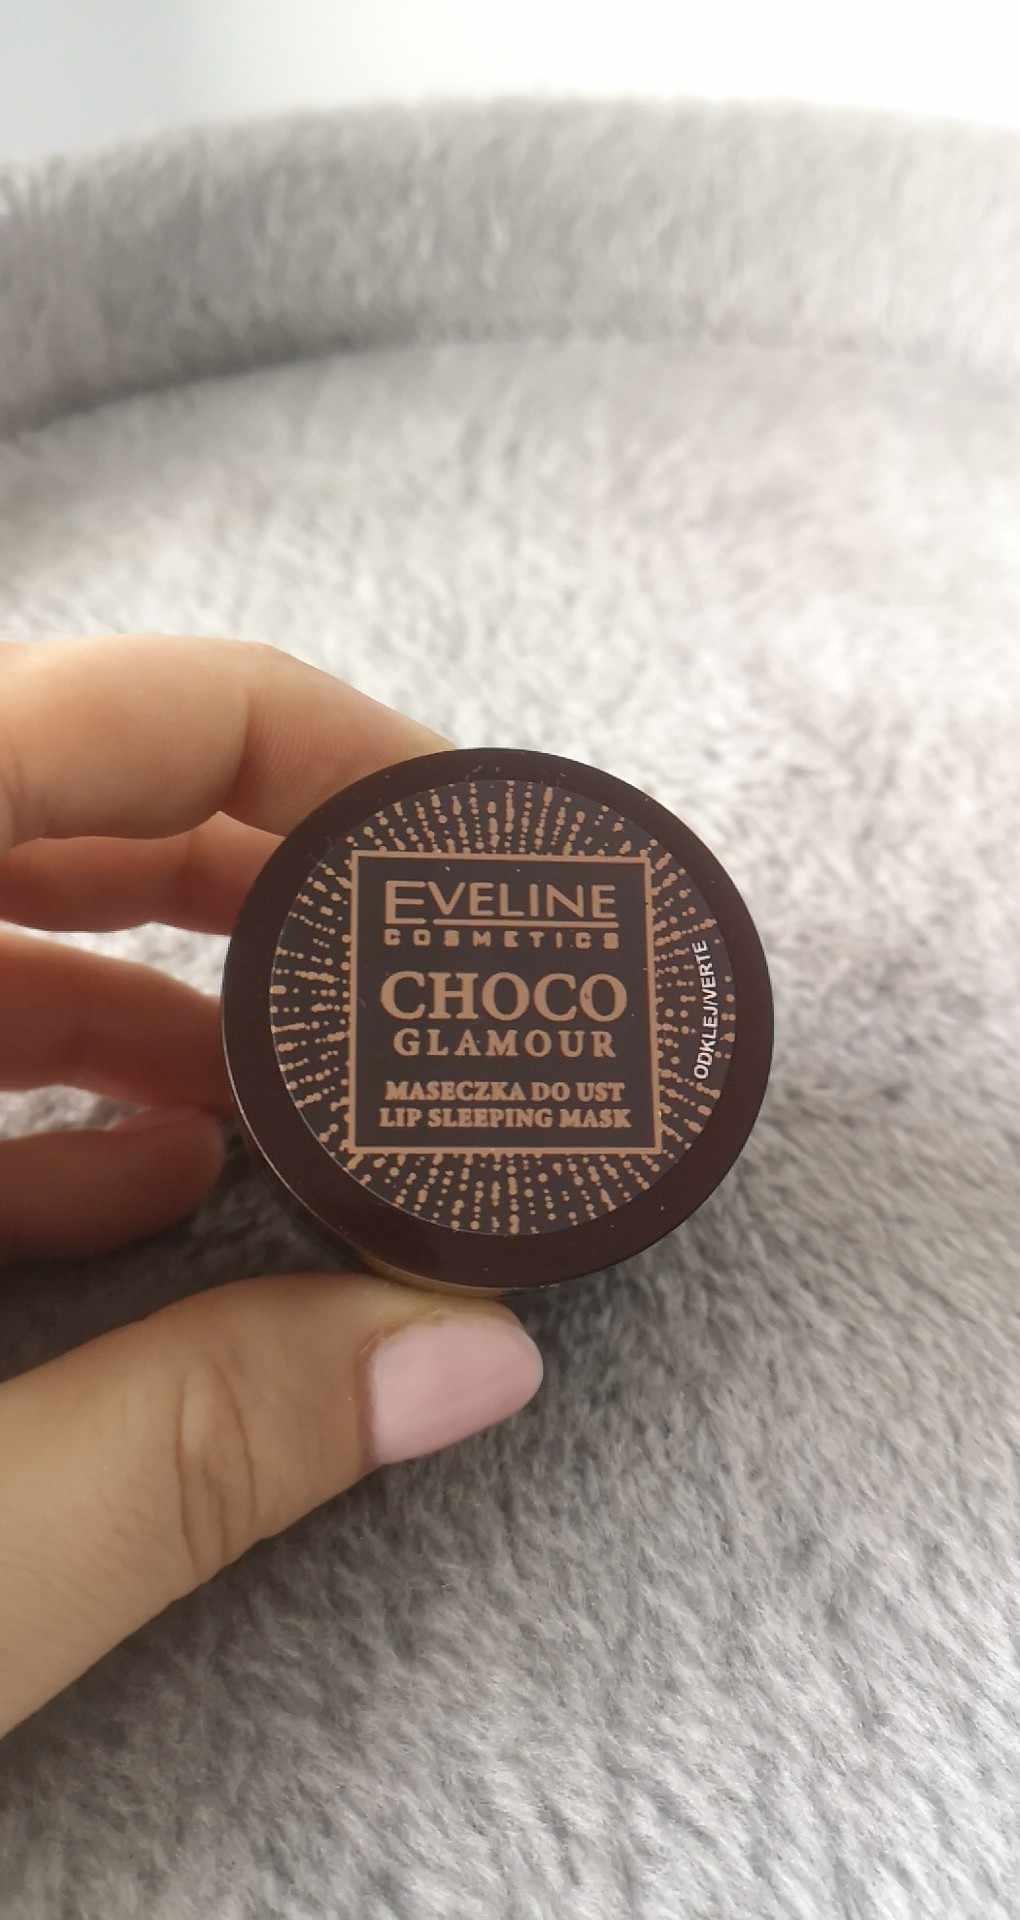 EVELINE
COSMETICS
CHOCO
GLAMOUR
MASECZKA DO UST
LIP SLEEPING MASK
ODKLEJ/VERTE